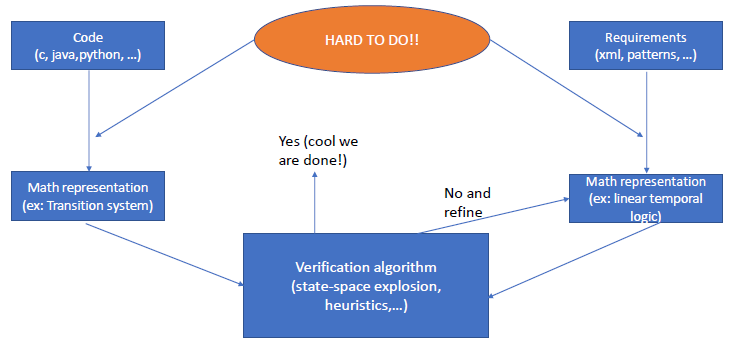 Code
(c, java,python, ...)
HARD TO DO!!
Requirements
(xml, patterns, ...)
Yes (cool we
are done!)
Math representation
(ex: Transition system)
No and
refine
Math representation
(ex: linear temporal
logic)
Verification algorithm
(state-space explosion,
heuristics,...)